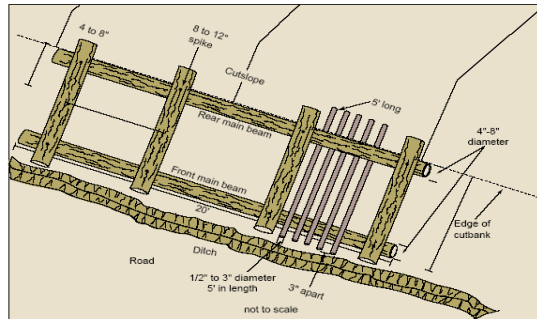 4 to 8"
8 to 12"
spike
Cutslope
5' long
Rear main beam
4"-8"
diameter
Front main beam
20'
Edge of
cutbank
Ditch
Road
1/2" to 3" diameter
5' in length
3" apart
not to scale